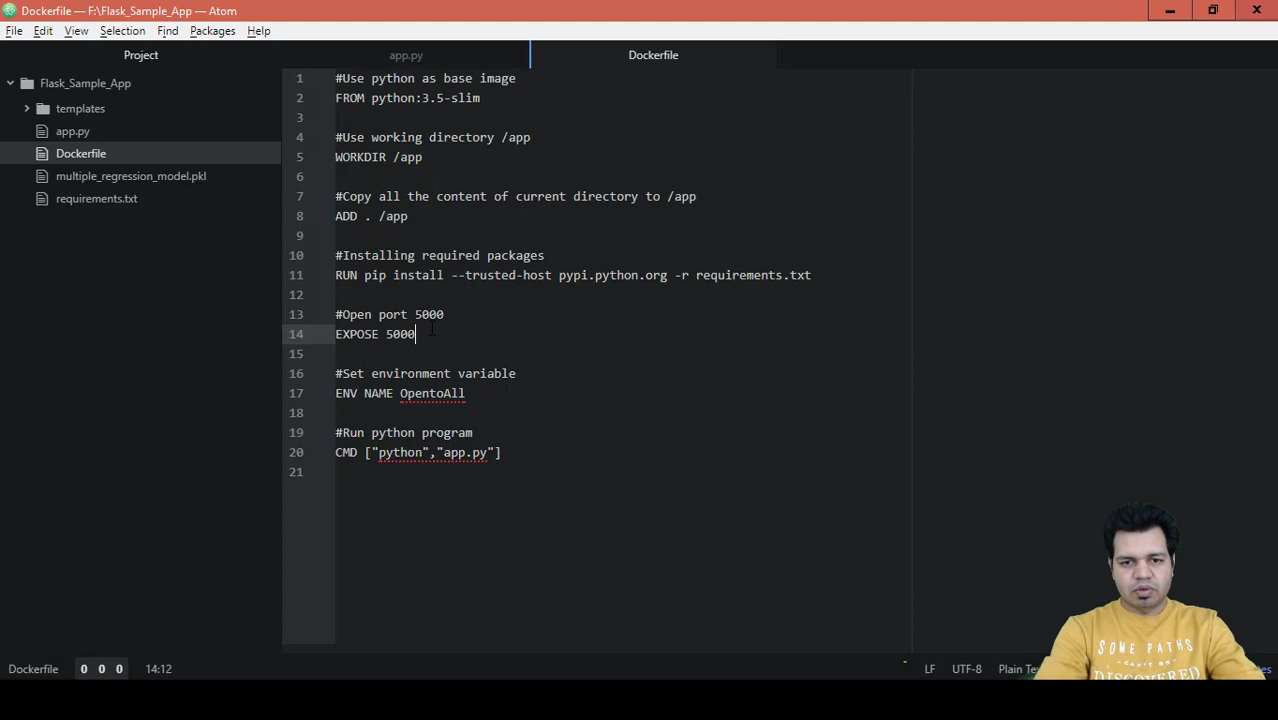 Dockerfile — F:\Flask_Sample_App — Atom
File Edit View Selection Find Packages Help
Project
app.py
Dockerfile
Flask_Sample_App
templates
app.py
Dockerfile
multiple_regression_model.pkl
requirements.txt
1 #Use python as base image
2 FROM python:3.5-slim
3
4 #Use working directory /app
5 WORKDIR /app
6
7 #Copy all the content of current directory to /app
8 ADD . /app
9
10 #Installing required packages
11 RUN pip install --trusted-host pypi.python.org -r requirements.txt
12
13 #Open port 5000
14 EXPOSE 5000
15
16 #Set environment variable
17 ENV NAME OpentoAll
18
19 #Run python program
20 CMD ["python","app.py"]
21
SOME PATHS
DISCOVERED
Dockerfile 0 0 0 14:12 LF UTF-8 Plain